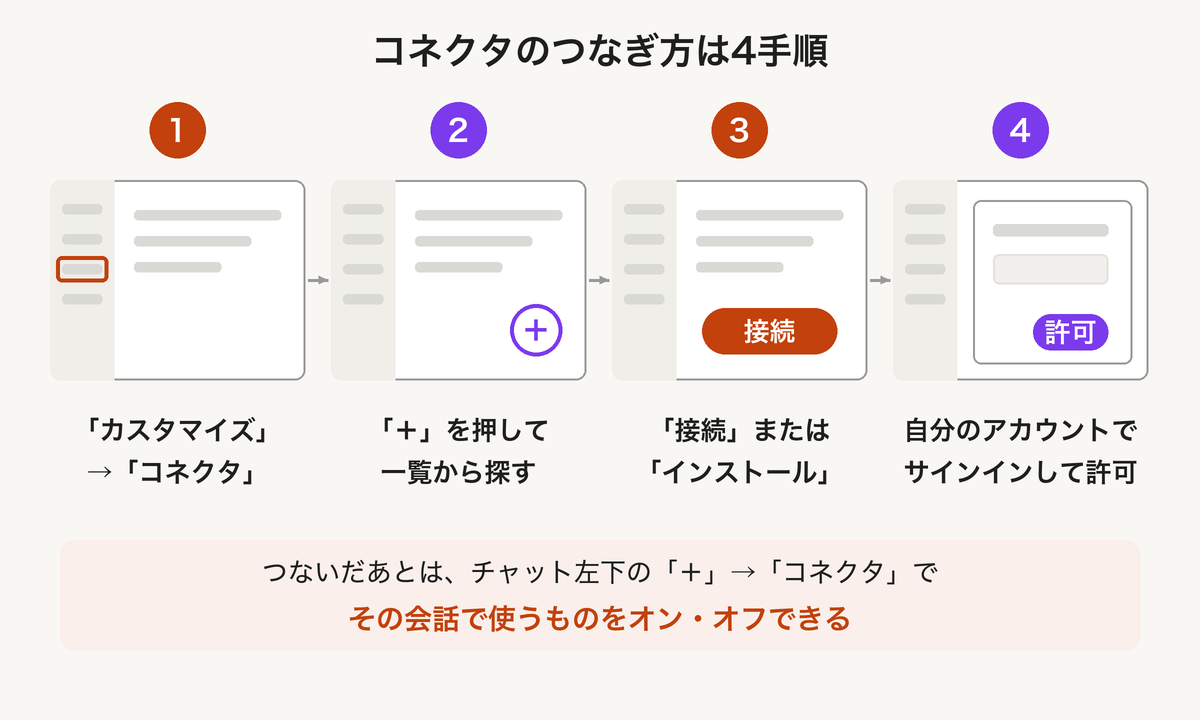 コネクタのつなぎ方は4手順
1
2
3
4
+
接続
許可
「カスタマイズ」
→「コネクタ」
「＋」を押して
一覧から探す
「接続」または
「インストール」
自分のアカウントで
サインインして許可
つないだあとは、チャット左下の「＋」→「コネクタ」で
その会話で使うものをオン・オフできる